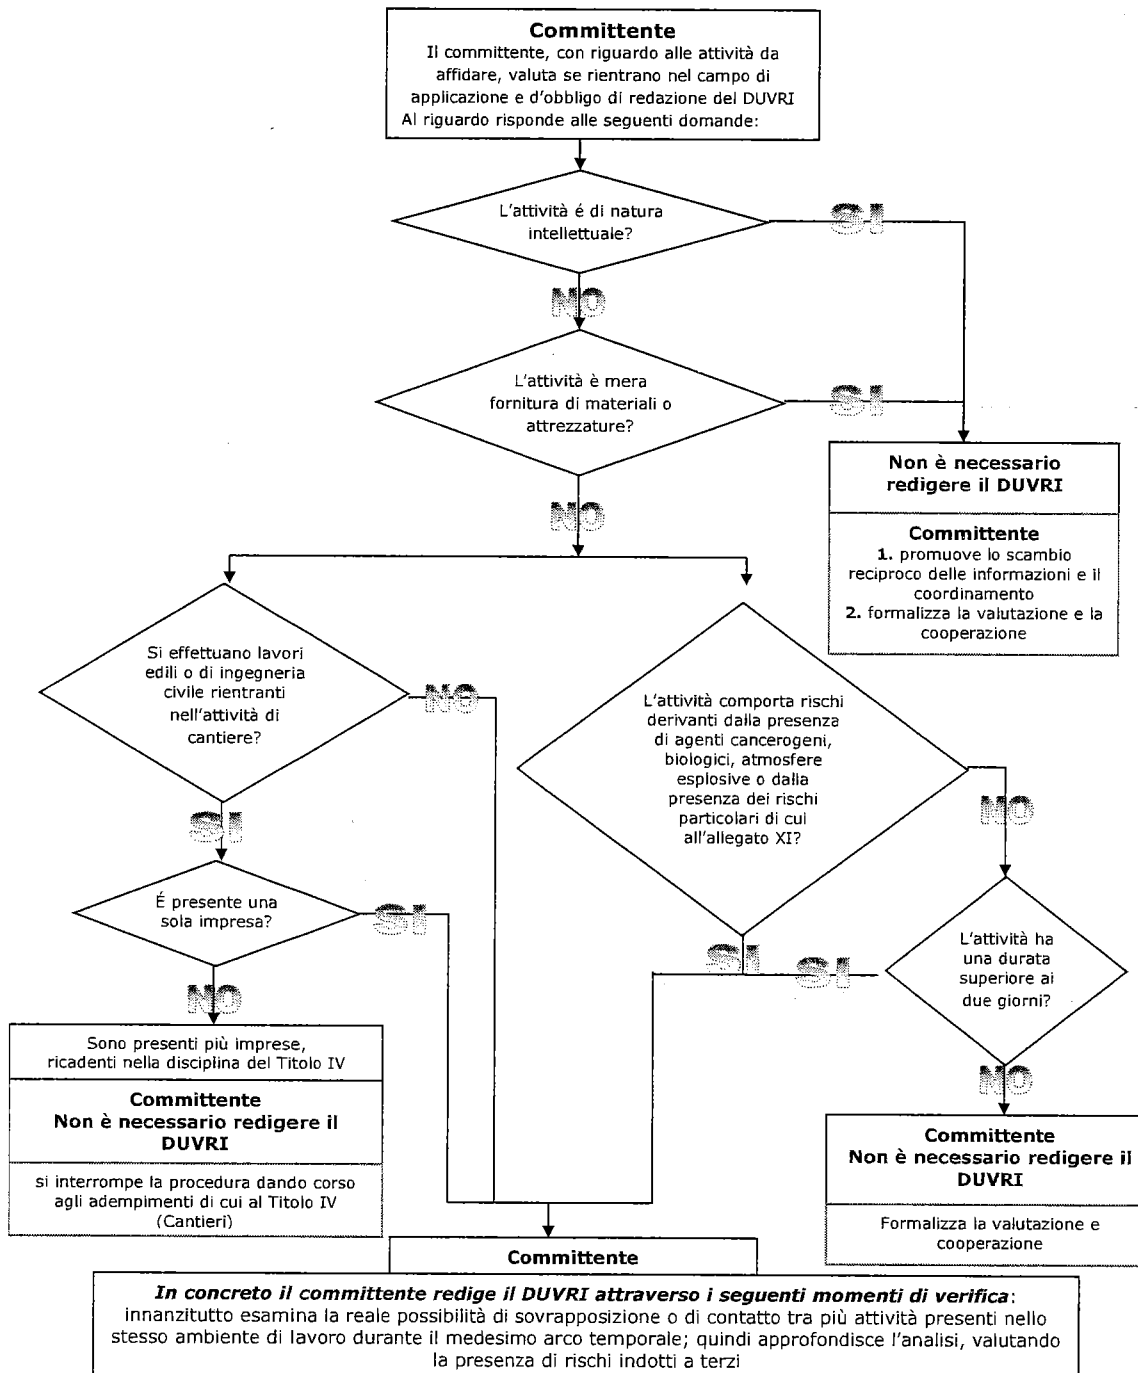 Committente
Il committente, con riguardo alle attività da
affidare, valuta se rientrano nel campo di
applicazione e d'obbligo di redazione del DUVRI
Al riguardo risponde alle seguenti domande:
L'attività é di natura
intellettuale?
SI
NO
L'attività è mera
fornitura di materiali o
attrezzature?
SI
NO
Non è necessario
redigere il DUVRI
Committente
1. promuove lo scambio
reciproco delle informazioni e il
coordinamento
2. formalizza la valutazione e la
cooperazione
Si effettuano lavori
edili o di ingegneria
civile rientranti
nell'attività di
cantiere?
NO
SI
L'attività comporta rischi
derivanti dalla presenza
di agenti cancerogeni,
biologici, atmosfere
esplosive o dalla
presenza dei rischi
particolari di cui
all'allegato XI?
NO
SI
É presente una
sola impresa?
SI
NO
L'attività ha
una durata
superiore ai
due giorni?
SI
NO
Sono presenti più imprese,
ricadenti nella disciplina del Titolo IV
Committente
Non è necessario redigere il
DUVRI
si interrompe la procedura dando corso
agli adempimenti di cui al Titolo IV
(Cantieri)
Committente
Non è necessario redigere il
DUVRI
Formalizza la valutazione e
cooperazione
Committente
In concreto il committente redige il DUVRI attraverso i seguenti momenti di verifica:
innanzitutto esamina la reale possibilità di sovrapposizione o di contatto tra più attività presenti nello
stesso ambiente di lavoro durante il medesimo arco temporale; quindi approfondisce l'analisi, valutando
la presenza di rischi indotti a terzi